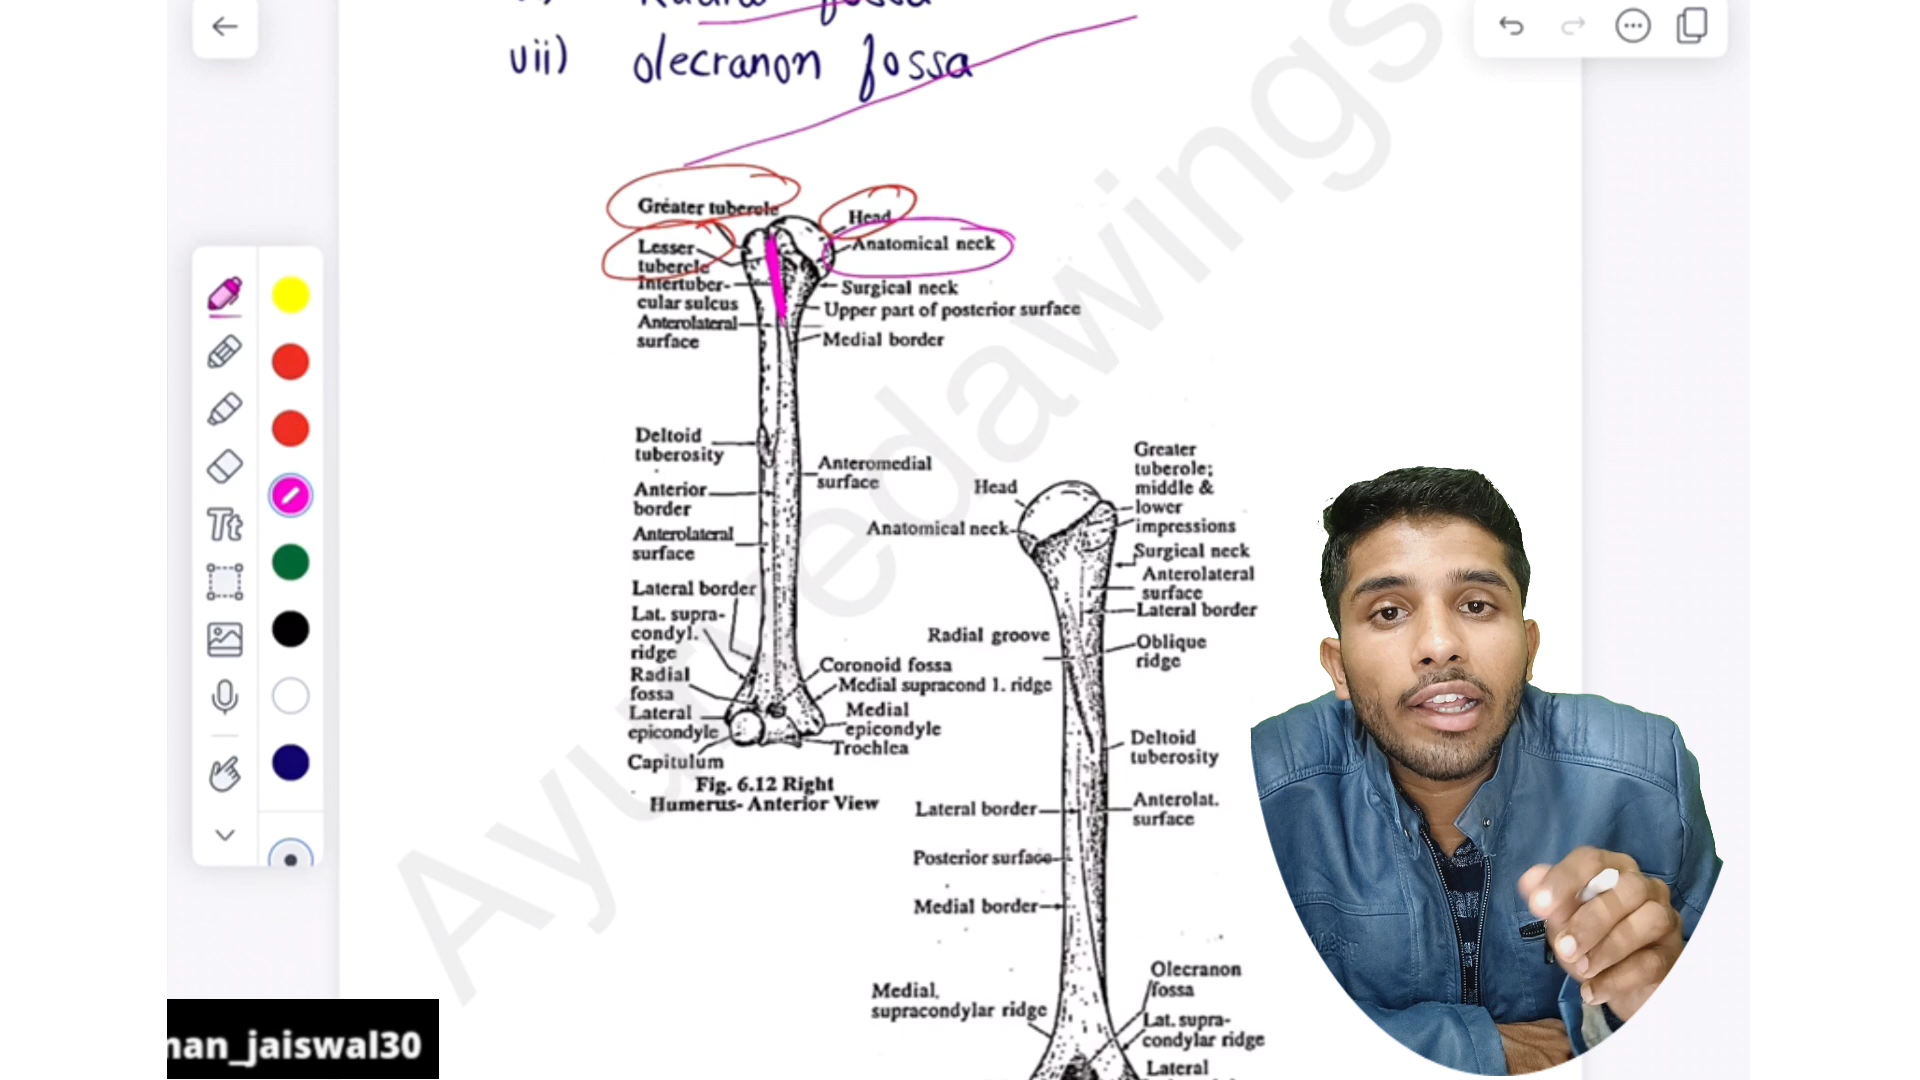 vii) olecranon fossa
Greater tuberole
Head
Lesser
tubercle
Anatomical neck
Intertuber-
cular sulcus
Surgical neck
Upper part of posterior surface
Anterolateral
surface
Medial border
Deltoid
tuberosity
Anteromedial
surface
Anterior
border
Anterolateral
surface
Lateral border
Lat. supra-
condyl.
ridge
Radial
fossa
Coronoid fossa
Medial supracond 1. ridge
Lateral
epicondyle
Medial
epicondyle
Trochlea
Capitulum
Fig. 6.12 Right
Humerus- Anterior View
Greater
tuberole;
middle &
lower
impressions
Head
Anatomical neck
Surgical neck
Anterolateral
surface
Lateral border
Radial groove
Oblique
ridge
Deltoid
tuberosity
Lateral border
Anterolat.
surface
Posterior surface
Medial border
Olecranon
fossa
Medial.
supracondylar ridge
Lat. supra-
condylar ridge
Lateral
Tt
nan_jaiswal30